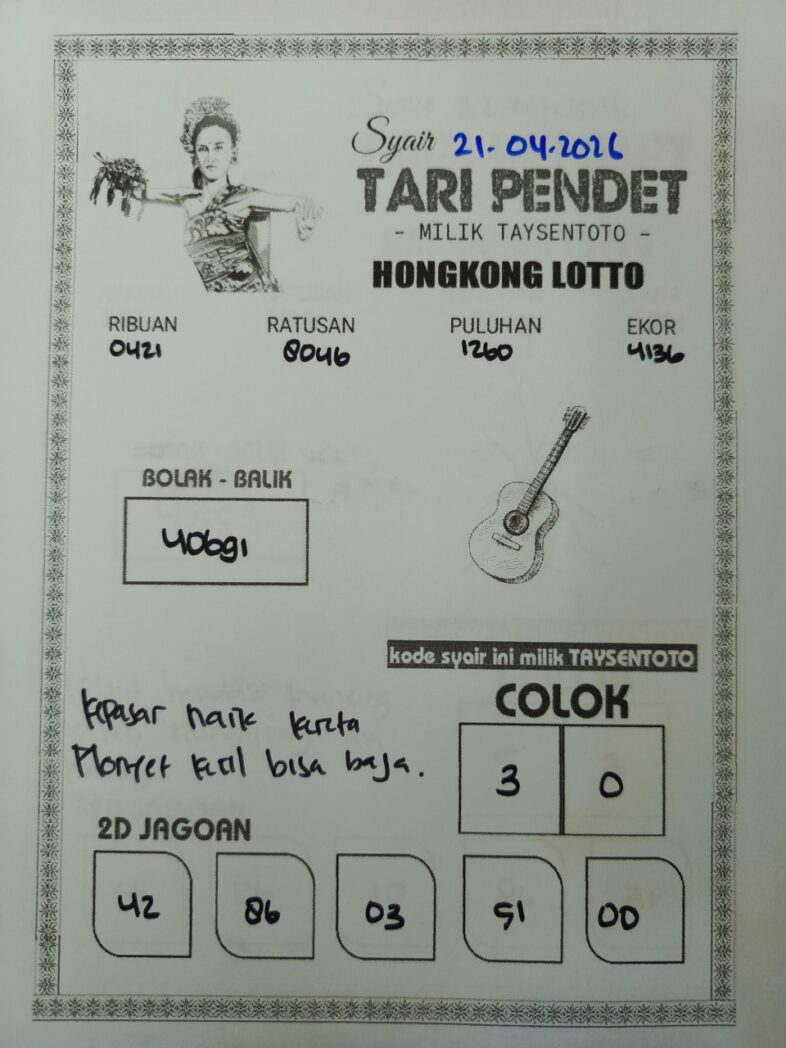 Syair 21.04.2026
TARI PENDET
- MILIK TAYSENTOTO -
HONGKONG LOTTO
RIBUAN RATUSAN PULUHAN EKOR
0421 8046 1260 4136
BOLAK - BALIK
40691
kode syair ini milik TAYSENTOTO
COLOK
3 0
kepasar naik kereta
Monyet kecil bisa baja.
2D JAGOAN
42 86 03 91 00